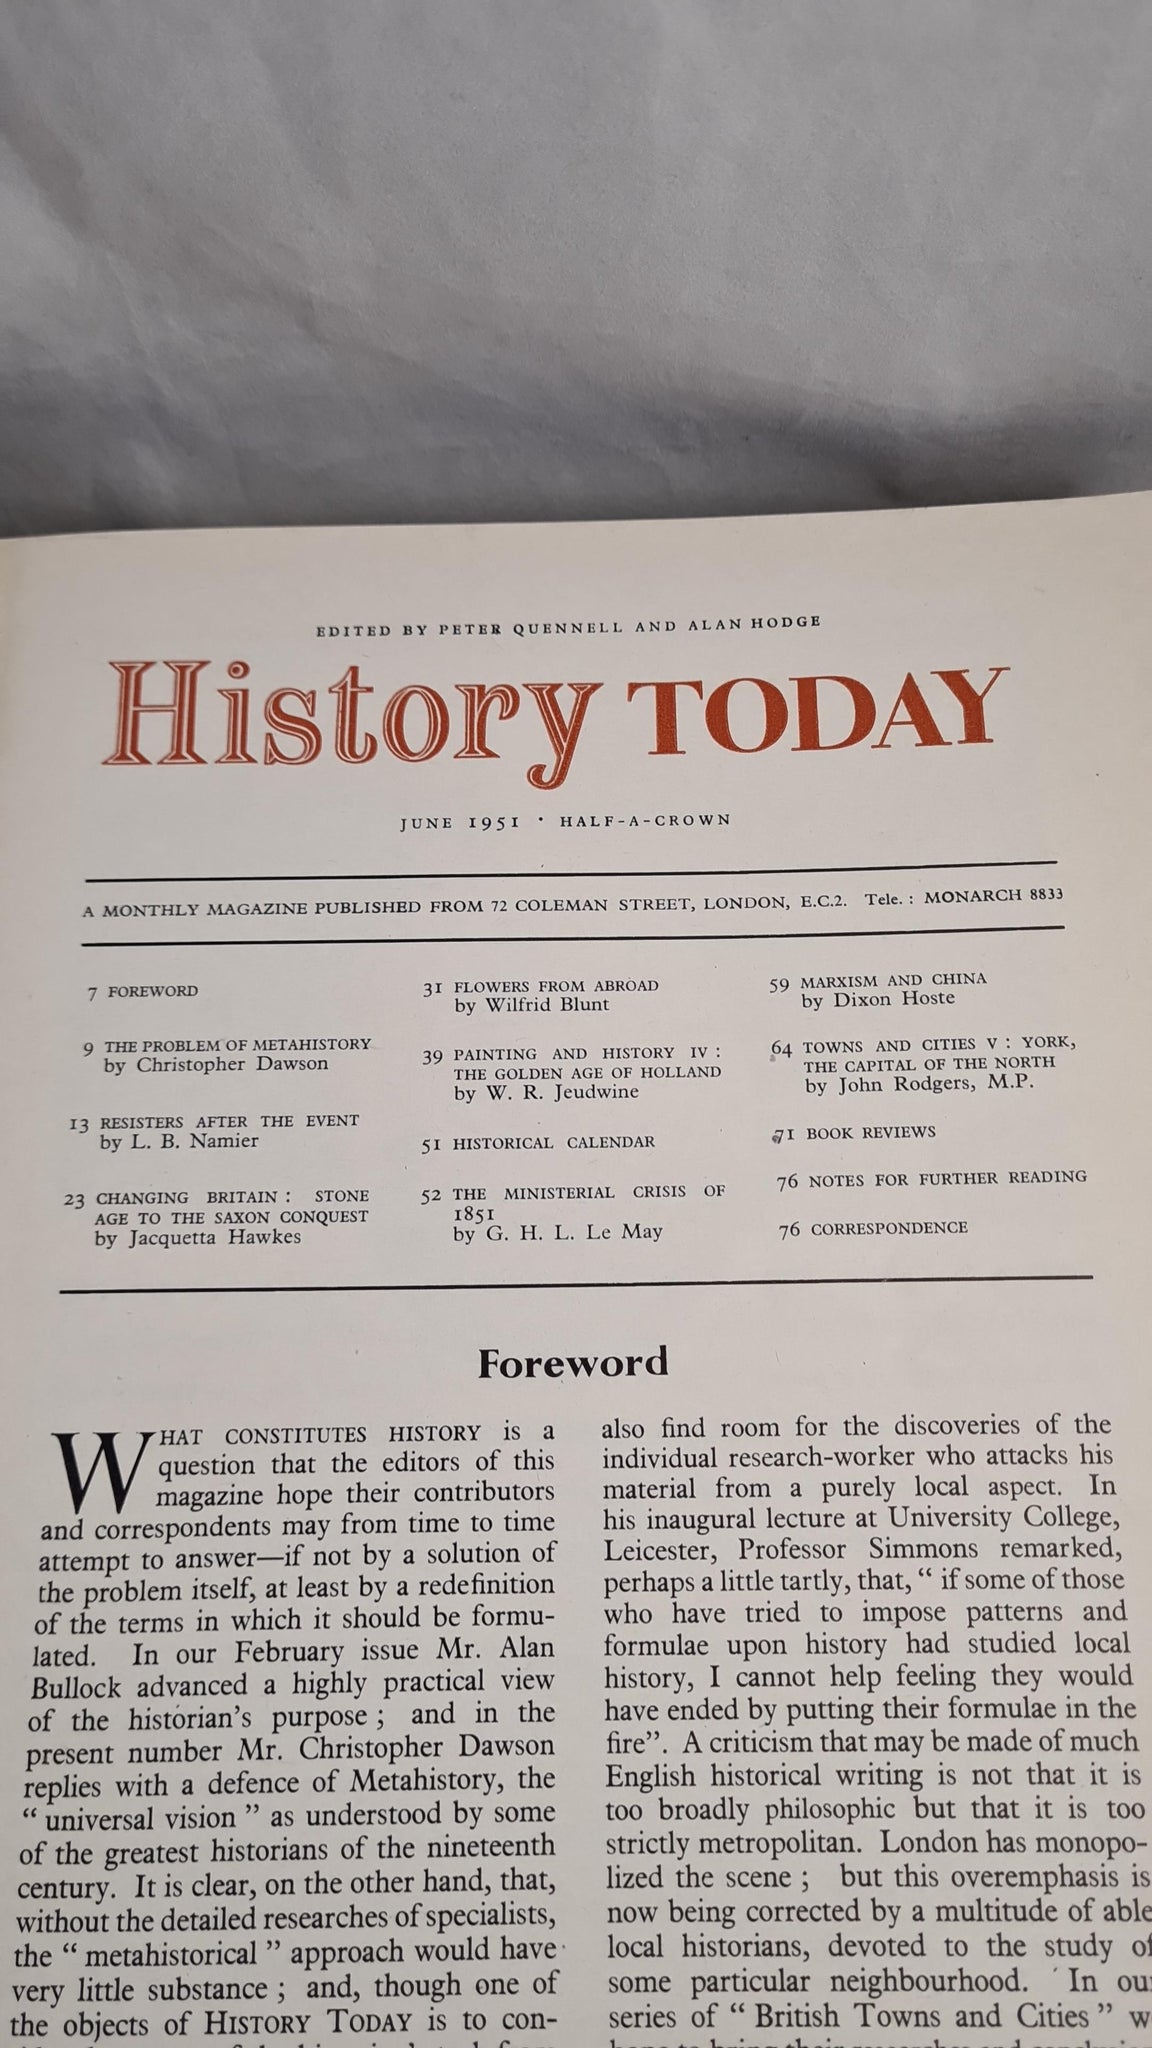 EDITED BY PETER QUENNELL AND ALAN HODGE
History TODAY
JUNE 1951 · HALF-A-CROWN
A MONTHLY MAGAZINE PUBLISHED FROM 72 COLEMAN STREET, LONDON, E.C.2. Tele. : MONARCH 8833
7 FOREWORD
9 THE PROBLEM OF METAHISTORY
by Christopher Dawson
13 RESISTERS AFTER THE EVENT
by L. B. Namier
23 CHANGING BRITAIN : STONE
AGE TO THE SAXON CONQUEST
by Jacquetta Hawkes
31 FLOWERS FROM ABROAD
by Wilfrid Blunt
39 PAINTING AND HISTORY IV :
THE GOLDEN AGE OF HOLLAND
by W. R. Jeudwine
51 HISTORICAL CALENDAR
52 THE MINISTERIAL CRISIS OF
1851
by G. H. L. Le May
59 MARXISM AND CHINA
by Dixon Hoste
64 TOWNS AND CITIES V : YORK,
THE CAPITAL OF THE NORTH
by John Rodgers, M.P.
71 BOOK REVIEWS
76 NOTES FOR FURTHER READING
76 CORRESPONDENCE
Foreword
WHAT CONSTITUTES HISTORY is a
question that the editors of this
magazine hope their contributors
and correspondents may from time to time
attempt to answer—if not by a solution of
the problem itself, at least by a redefinition
of the terms in which it should be formu-
lated. In our February issue Mr. Alan
Bullock advanced a highly practical view
of the historian's purpose ; and in the
present number Mr. Christopher Dawson
replies with a defence of Metahistory, the
“ universal vision ” as understood by some
of the greatest historians of the nineteenth
century. It is clear, on the other hand, that,
without the detailed researches of specialists,
the “ metahistorical ” approach would have
very little substance ; and, though one of
the objects of HISTORY TODAY is to con-
also find room for the discoveries of the
individual research-worker who attacks his
material from a purely local aspect. In
his inaugural lecture at University College,
Leicester, Professor Simmons remarked,
perhaps a little tartly, that, “ if some of those
who have tried to impose patterns and
formulae upon history had studied local
history, I cannot help feeling they would
have ended by putting their formulae in the
fire”. A criticism that may be made of much
English historical writing is not that it is
too broadly philosophic but that it is too
strictly metropolitan. London has monopo-
lized the scene ; but this overemphasis is
now being corrected by a multitude of able
local historians, devoted to the study of
some particular neighbourhood. In our
series of “ British Towns and Cities ” w